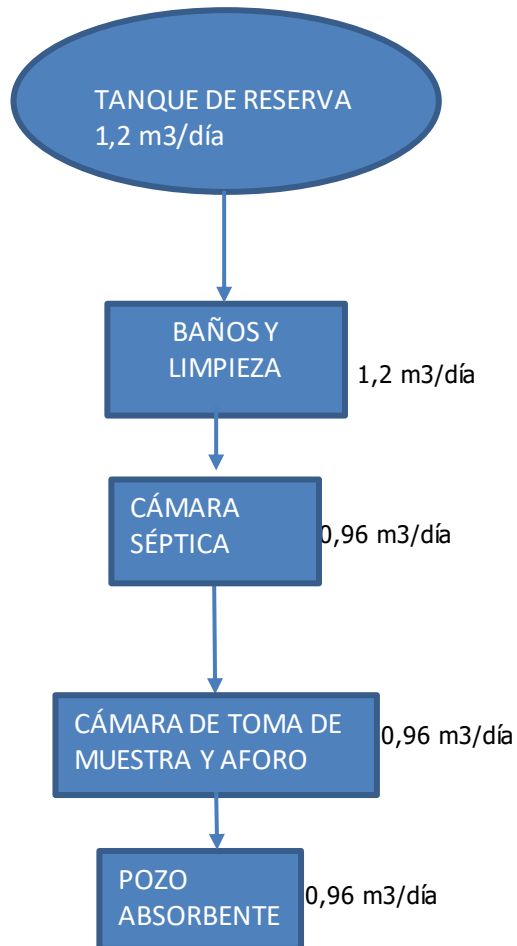 TANQUE DE RESERVA
1,2 m3/día
BAÑOS Y
LIMPIEZA
1,2 m3/día
CÁMARA
SÉPTICA
0,96 m3/día
CÁMARA DE TOMA DE
MUESTRA Y AFORO
0,96 m3/día
POZO
ABSORBENTE
0,96 m3/día